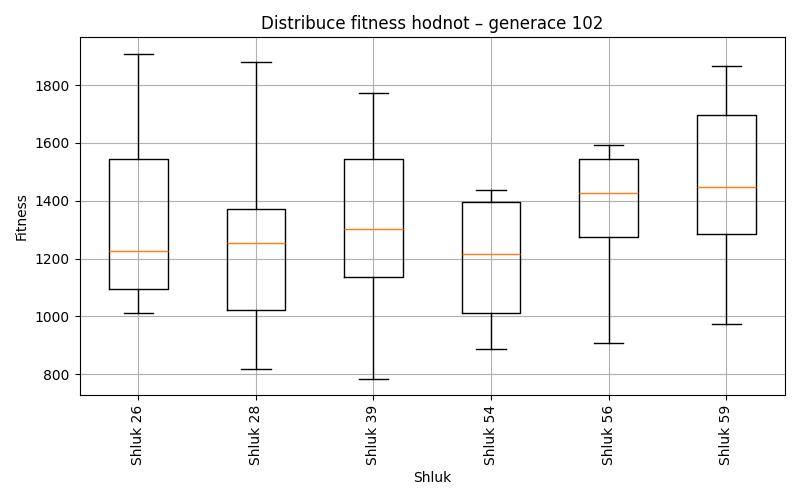 Distribuce fitness hodnot – generace 102
Fitness
1800
1600
1400
1200
1000
800
Shluk 26
Shluk 28
Shluk 39
Shluk 54
Shluk 56
Shluk 59
Shluk